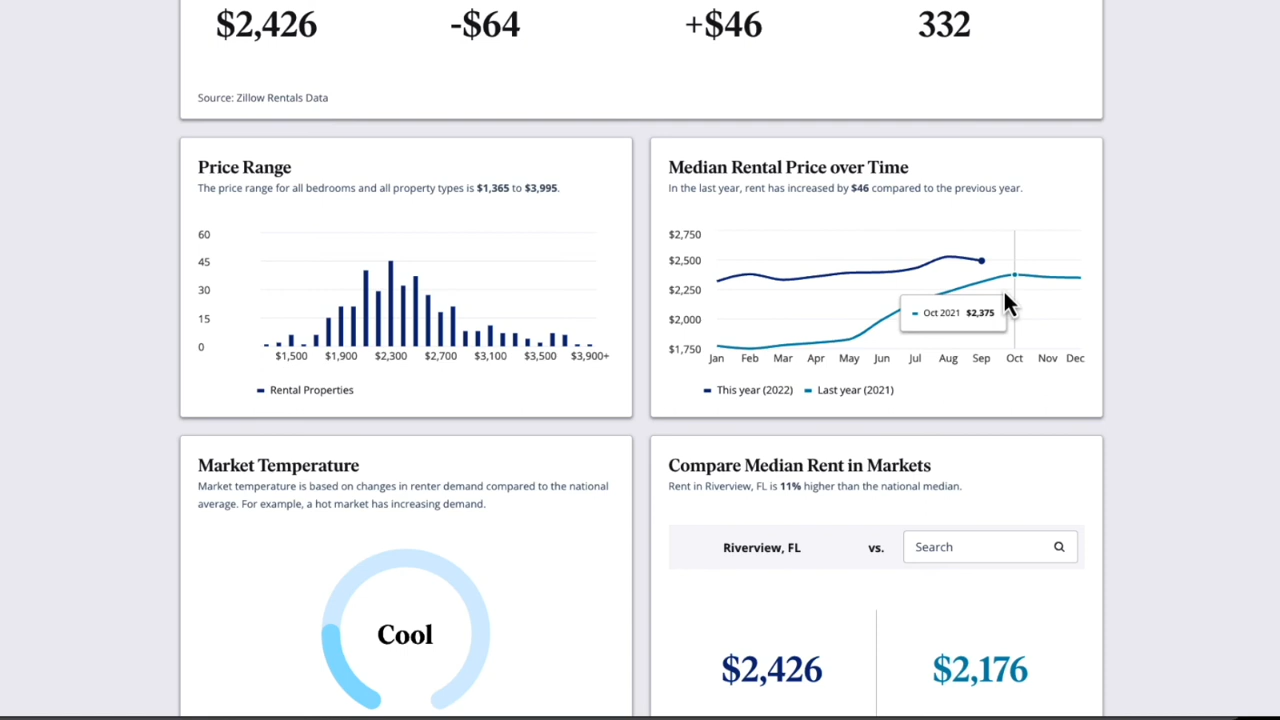 $2,426 -$64 +$46 332
Source: Zillow Rentals Data
Price Range
The price range for all bedrooms and all property types is $1,365 to $3,995.
60
45
30
15
0
$1,500 $1,900 $2,300 $2,700 $3,100 $3,500 $3,900+
Rental Properties
Median Rental Price over Time
In the last year, rent has increased by $46 compared to the previous year.
$2,750
$2,500
$2,250
$2,000
$1,750
Oct 2021 $2,375
Jan Feb Mar Apr May Jun Jul Aug Sep Oct Nov Dec
This year (2022) Last year (2021)
Market Temperature
Market temperature is based on changes in renter demand compared to the national
average. For example, a hot market has increasing demand.
Cool
Compare Median Rent in Markets
Rent in Riverview, FL is 11% higher than the national median.
Riverview, FL vs. Search
$2,426 $2,176